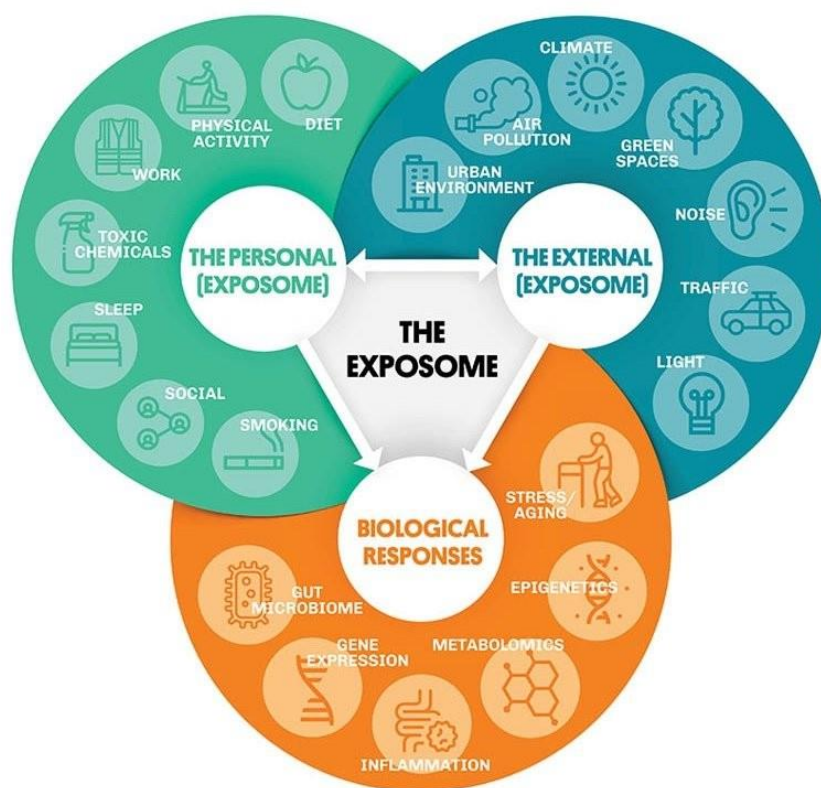 PHYSICAL
ACTIVITY
DIET
WORK
TOXIC
CHEMICALS
SLEEP
SOCIAL
SMOKING
THE PERSONAL
(EXPOSOME)
CLIMATE
AIR
POLLUTION
GREEN
SPACES
URBAN
ENVIRONMENT
NOISE
TRAFFIC
LIGHT
THE EXTERNAL
(EXPOSOME)
THE
EXPOSOME
BIOLOGICAL
RESPONSES
STRESS/
AGING
EPIGENETICS
METABOLOMICS
INFLAMMATION
GENE
EXPRESSION
GUT
MICROBIOME